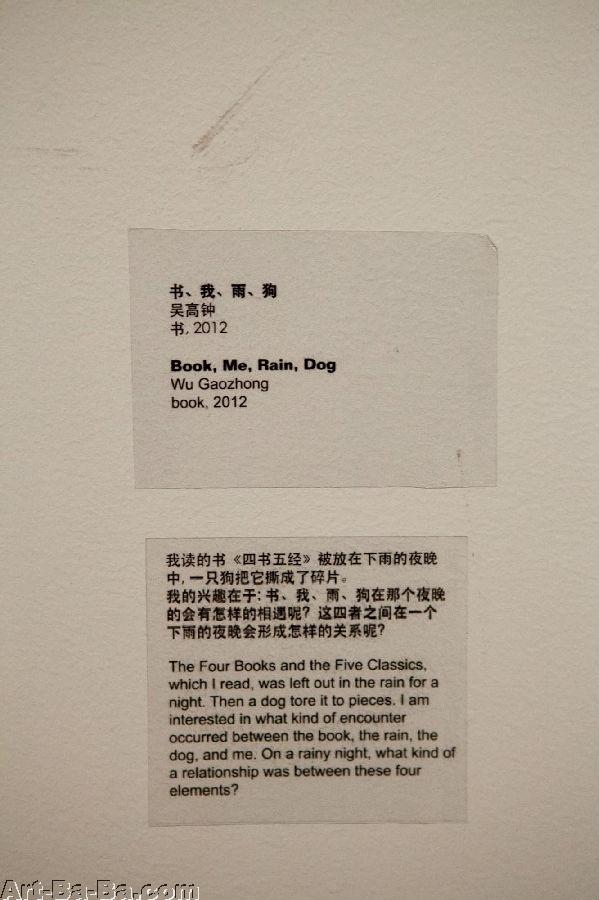 书、我、雨、狗
吴高钟
书, 2012
Book, Me, Rain, Dog
Wu Gaozhong
book, 2012
我读的书《四书五经》被放在下雨的夜晚
中, 一只狗把它撕成了碎片。
我的兴趣在于: 书、我、雨、狗在那个夜晚
的会有怎样的相遇呢? 这四者之间在一个
下雨的夜晚会形成怎样的关系呢?
The Four Books and the Five Classics,
which I read, was left out in the rain for a
night. Then a dog tore it to pieces. I am
interested in what kind of encounter
occurred between the book, the rain, the
dog, and me. On a rainy night, what kind of
a relationship was between these four
elements?
Art-Ba-Ba.com